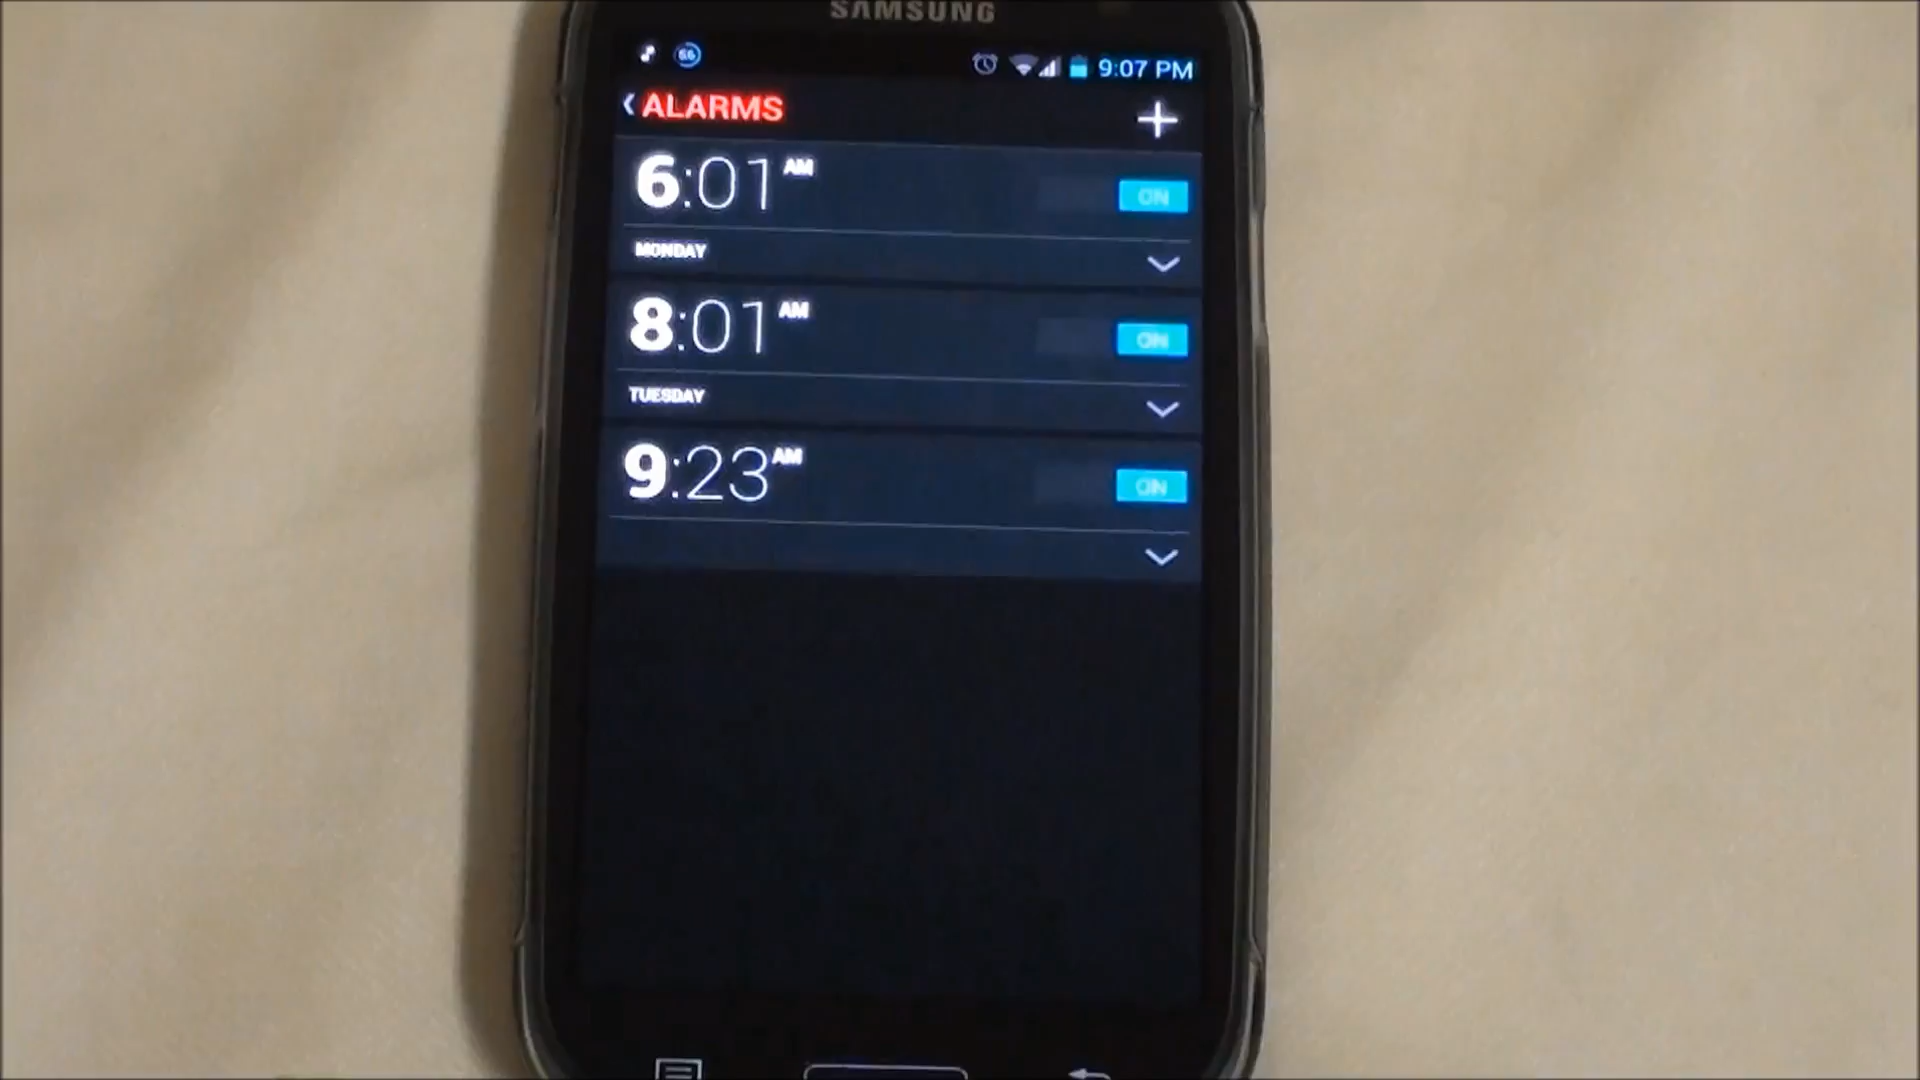 SAMSUNG
66 9:07 PM
ALARMS
6:01 AM
ON
MONDAY
8:01 AM
ON
TUESDAY
9:23 AM
ON